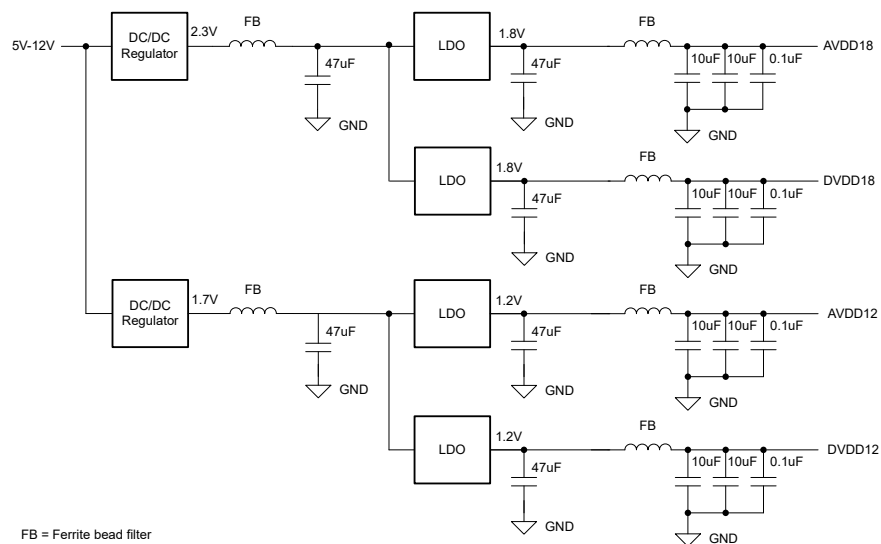 FB
5V-12V
DC/DC
Regulator
2.3V
47uF
GND
LDO
1.8V
47uF
GND
FB
10uF
10uF
0.1uF
GND
AVDD18
LDO
1.8V
47uF
GND
FB
10uF
10uF
0.1uF
GND
DVDD18
DC/DC
Regulator
1.7V
FB
47uF
GND
LDO
1.2V
47uF
GND
FB
10uF
10uF
0.1uF
GND
AVDD12
LDO
1.2V
47uF
GND
FB
10uF
10uF
0.1uF
GND
DVDD12
FB = Ferrite bead filter